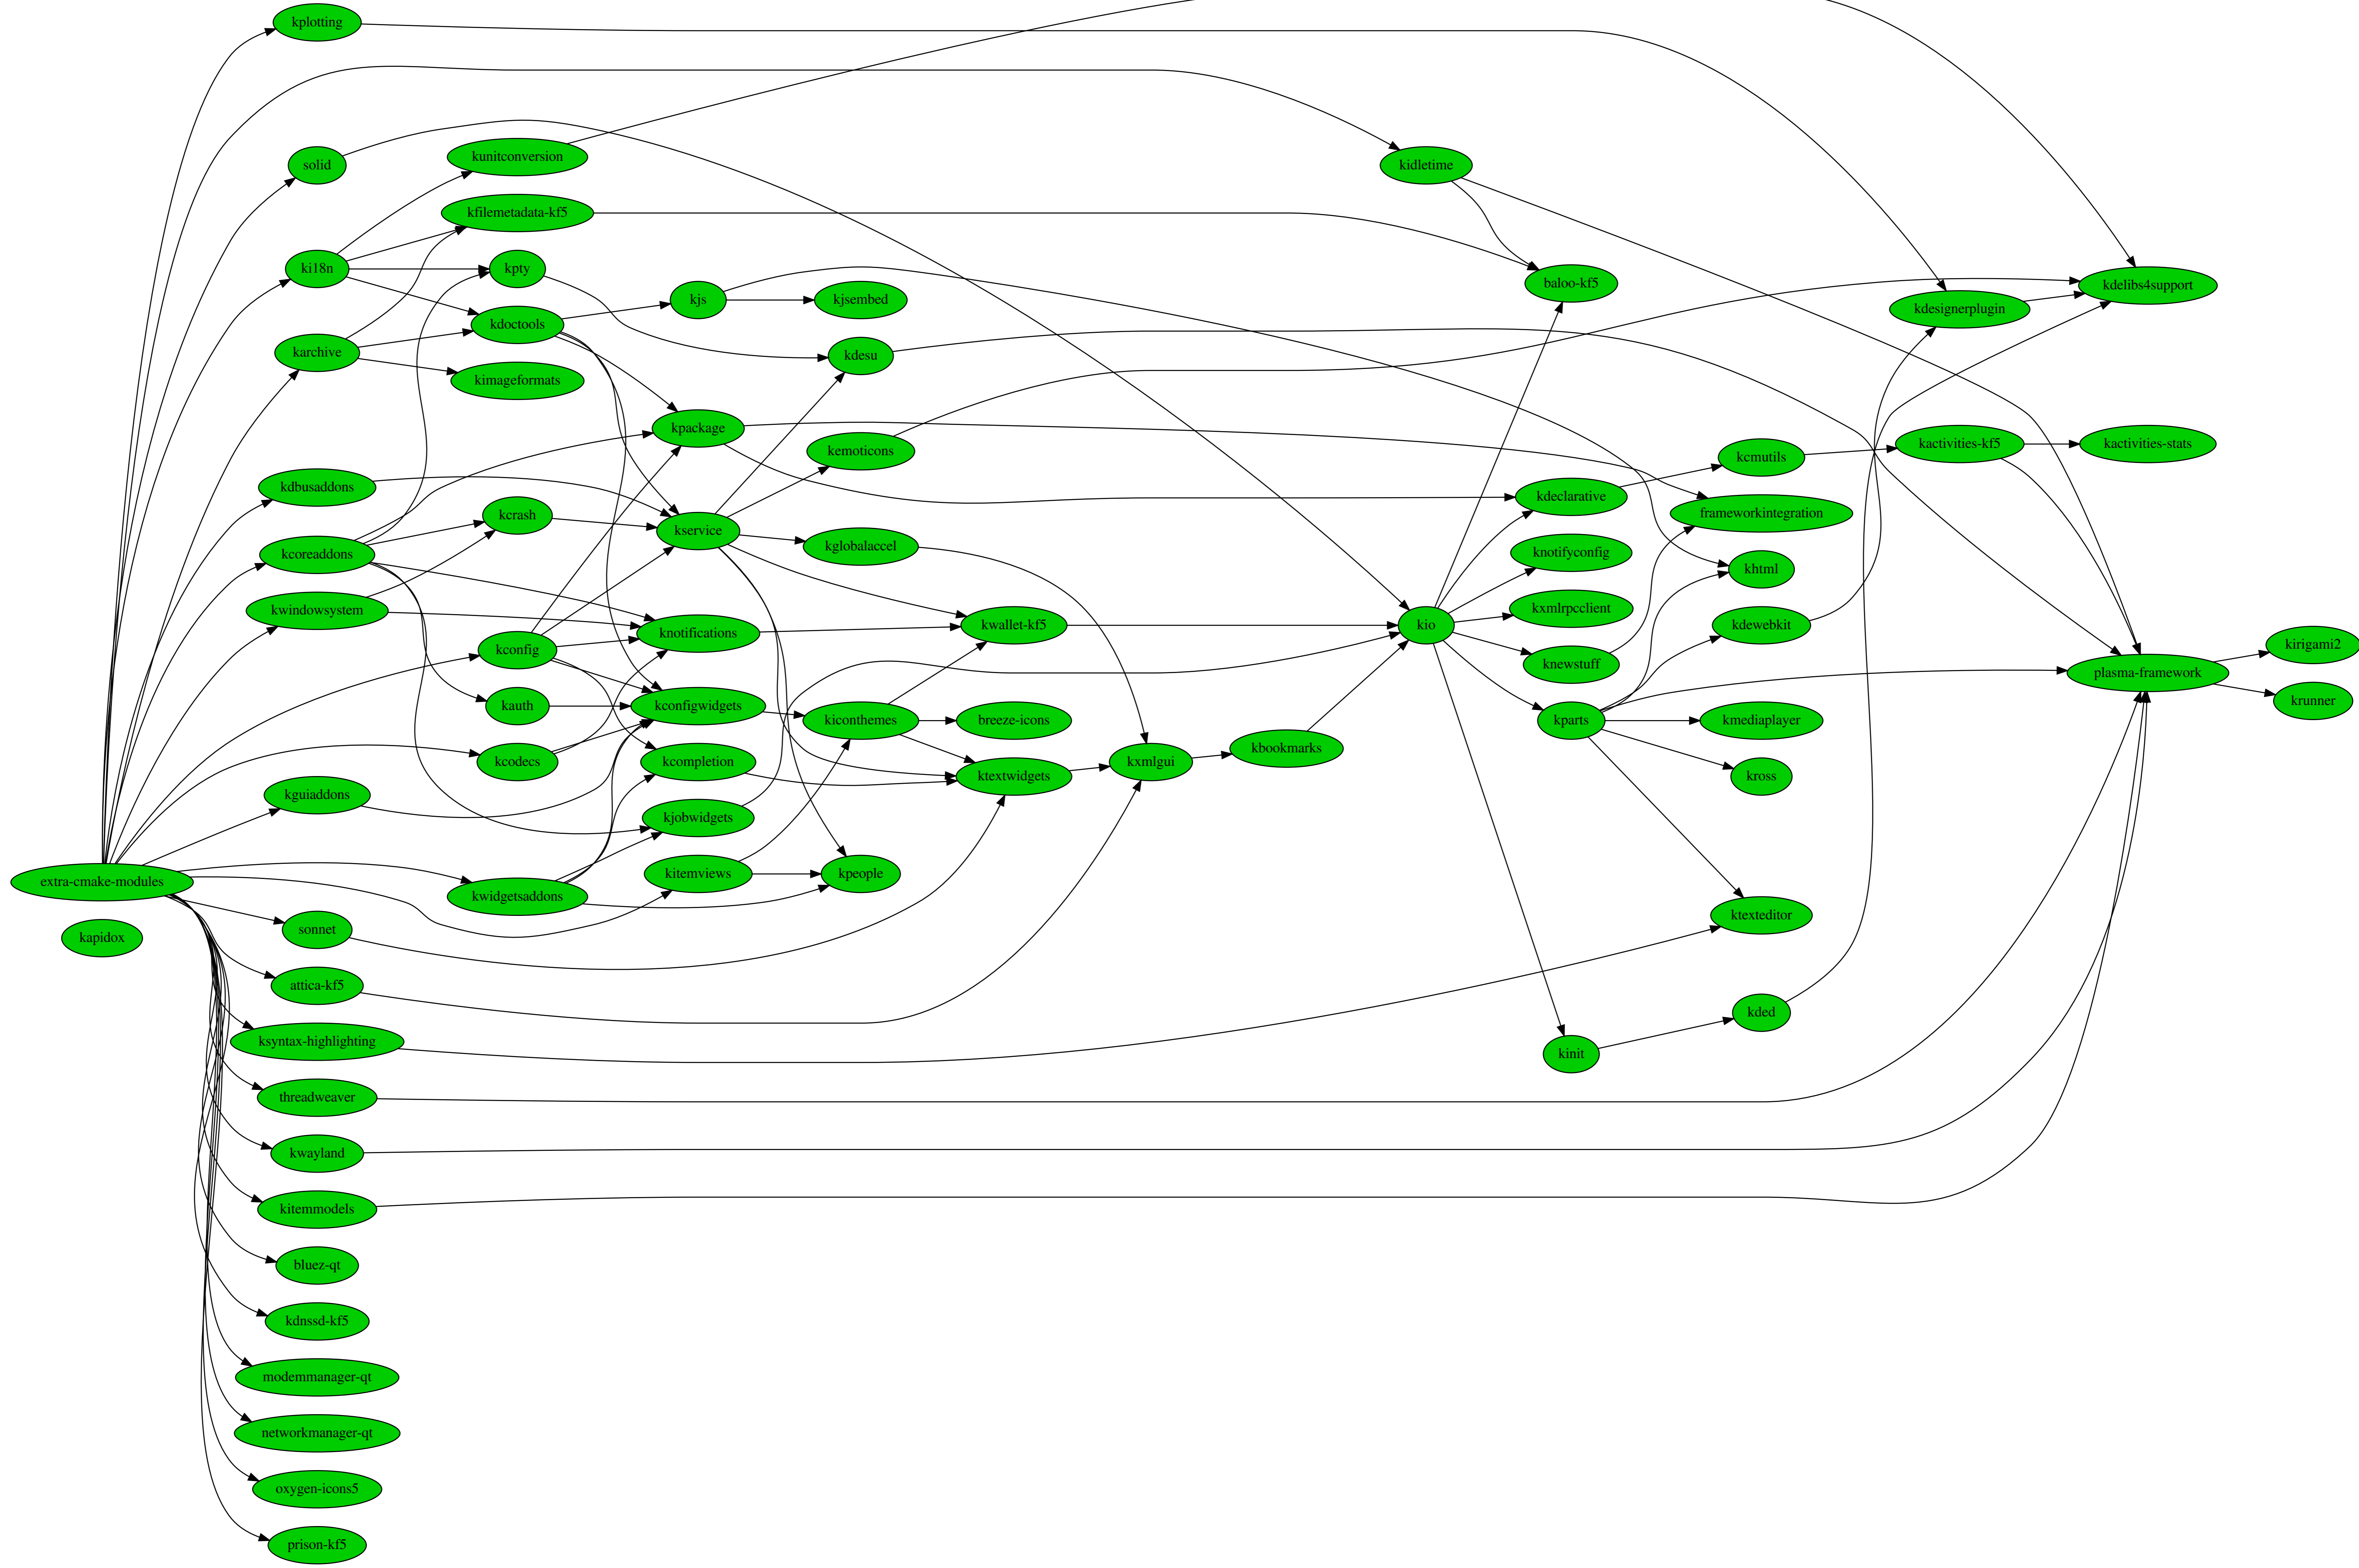 kplotting
solid
kunitconversion
kidletime
kfilemetadata-kf5
ki18n
kpty
baloo-kf5
kdelibs4support
kjs
kjsembed
kdesignerplugin
kdoctools
karchive
kdesu
kimageformats
kpackage
kemoticons
kcmutils
kactivities-kf5
kactivities-stats
kdbusaddons
kdeclarative
kcrash
frameworkintegration
kservice
kcoreaddons
kglobalaccel
knotifyconfig
khtml
kwindowsystem
kxmlrpcclient
knotifications
kwallet-kf5
kio
kdewebkit
kconfig
kirigami2
knewstuff
plasma-framework
kauth
kconfigwidgets
krunner
kiconthemes
breeze-icons
kparts
kmediaplayer
kbookmarks
kcodecs
kcompletion
kxmlgui
ktextwidgets
kross
kguiaddons
kjobwidgets
extra-cmake-modules
kitemviews
kpeople
kwidgetsaddons
ktexteditor
sonnet
kapidox
attica-kf5
kded
ksyntax-highlighting
kinit
threadweaver
kwayland
kitemmodels
bluez-qt
kdnssd-kf5
modemmanager-qt
networkmanager-qt
oxygen-icons5
prison-kf5